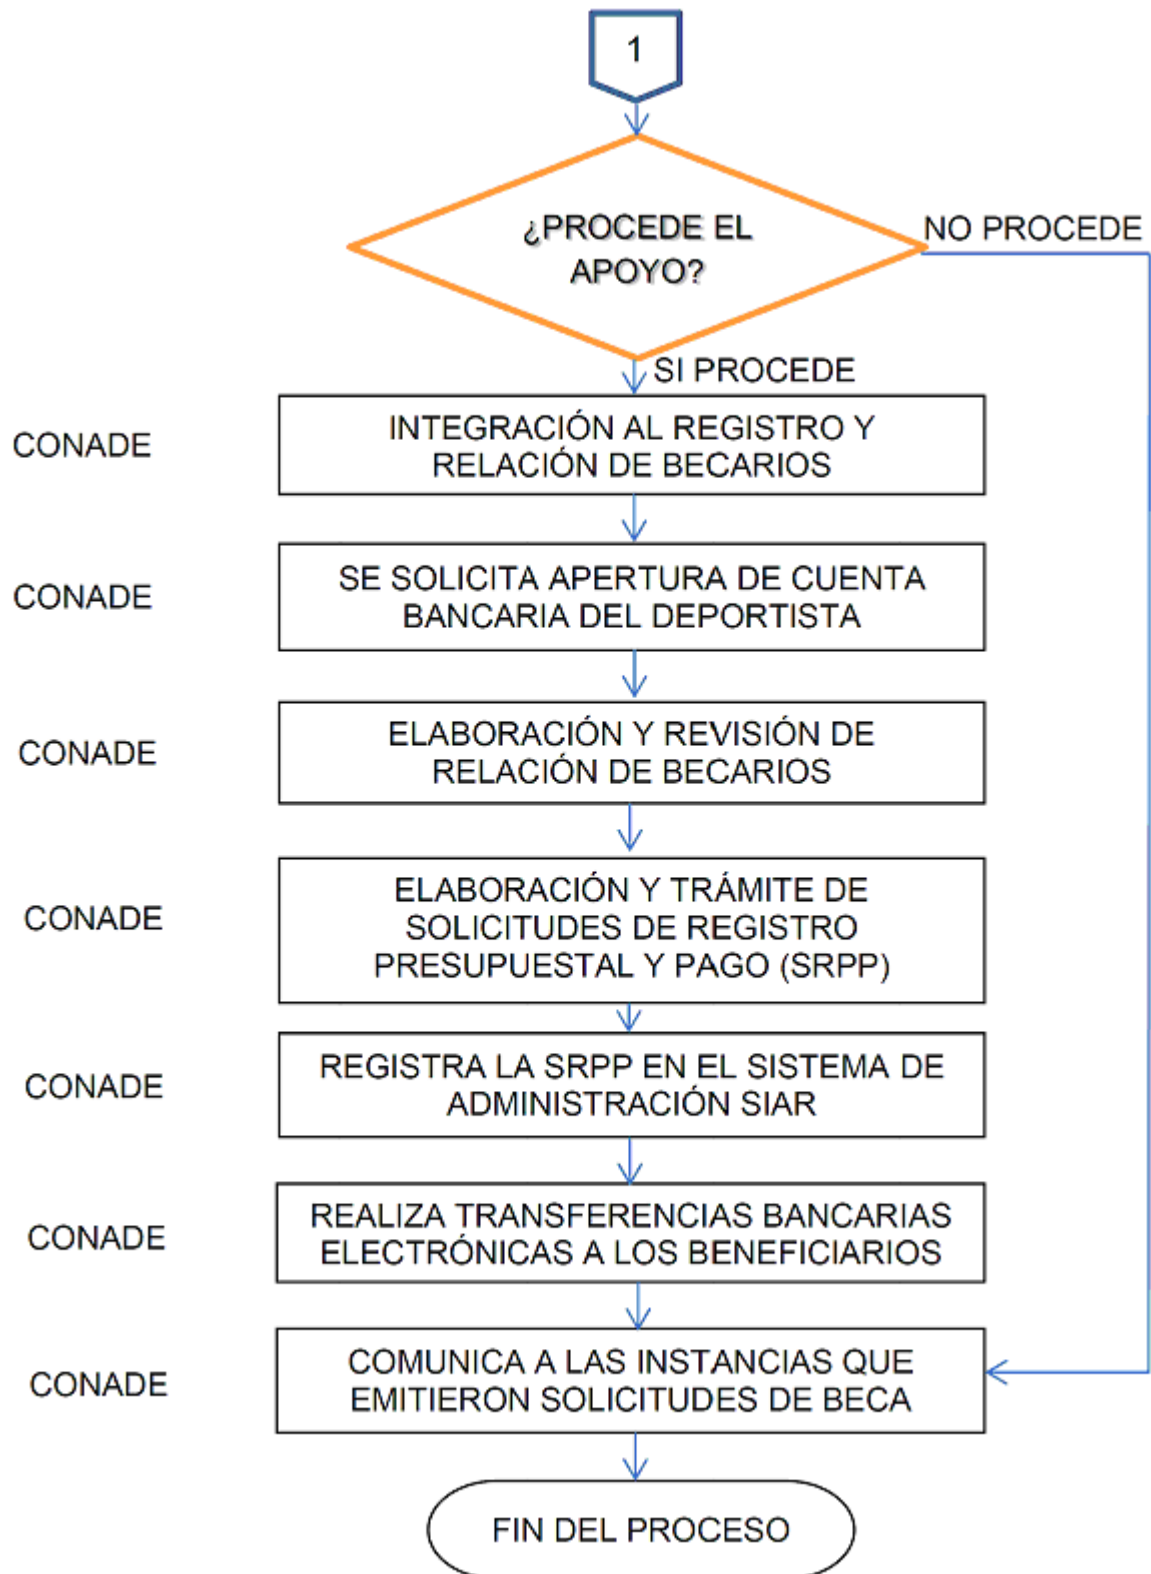 1
¿PROCEDE EL
APOYO?
NO PROCEDE
SI PROCEDE
CONADE
INTEGRACIÓN AL REGISTRO Y
RELACIÓN DE BECARIOS
CONADE
SE SOLICITA APERTURA DE CUENTA
BANCARIA DEL DEPORTISTA
CONADE
ELABORACIÓN Y REVISIÓN DE
RELACIÓN DE BECARIOS
CONADE
ELABORACIÓN Y TRÁMITE DE
SOLICITUDES DE REGISTRO
PRESUPUESTAL Y PAGO (SRPP)
CONADE
REGISTRA LA SRPP EN EL SISTEMA DE
ADMINISTRACIÓN SIAR
CONADE
REALIZA TRANSFERENCIAS BANCARIAS
ELECTRÓNICAS A LOS BENEFICIARIOS
CONADE
COMUNICA A LAS INSTANCIAS QUE
EMITIERON SOLICITUDES DE BECA
FIN DEL PROCESO